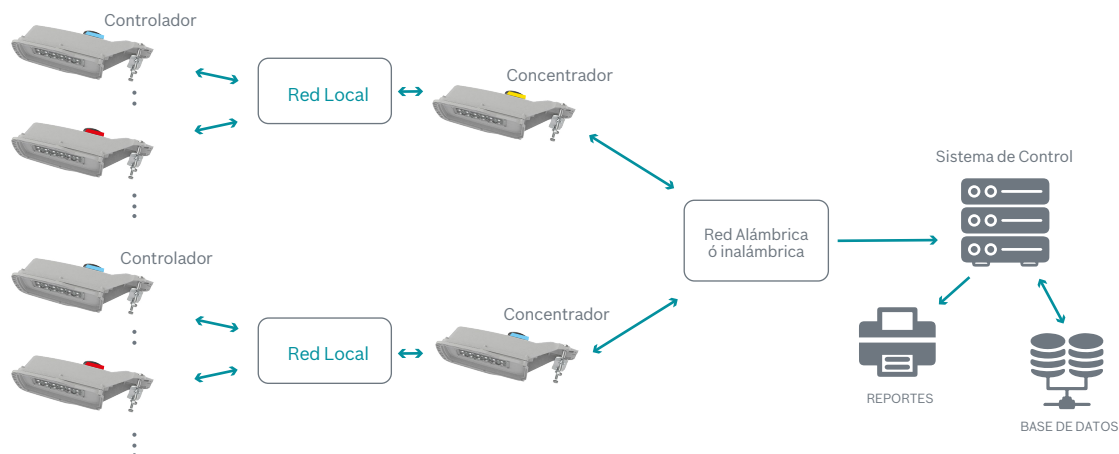 Controlador
Red Local
Concentrador
Controlador
Red Local
Concentrador
Red Alámbrica
ó inalámbrica
Sistema de Control
REPORTES
BASE DE DATOS